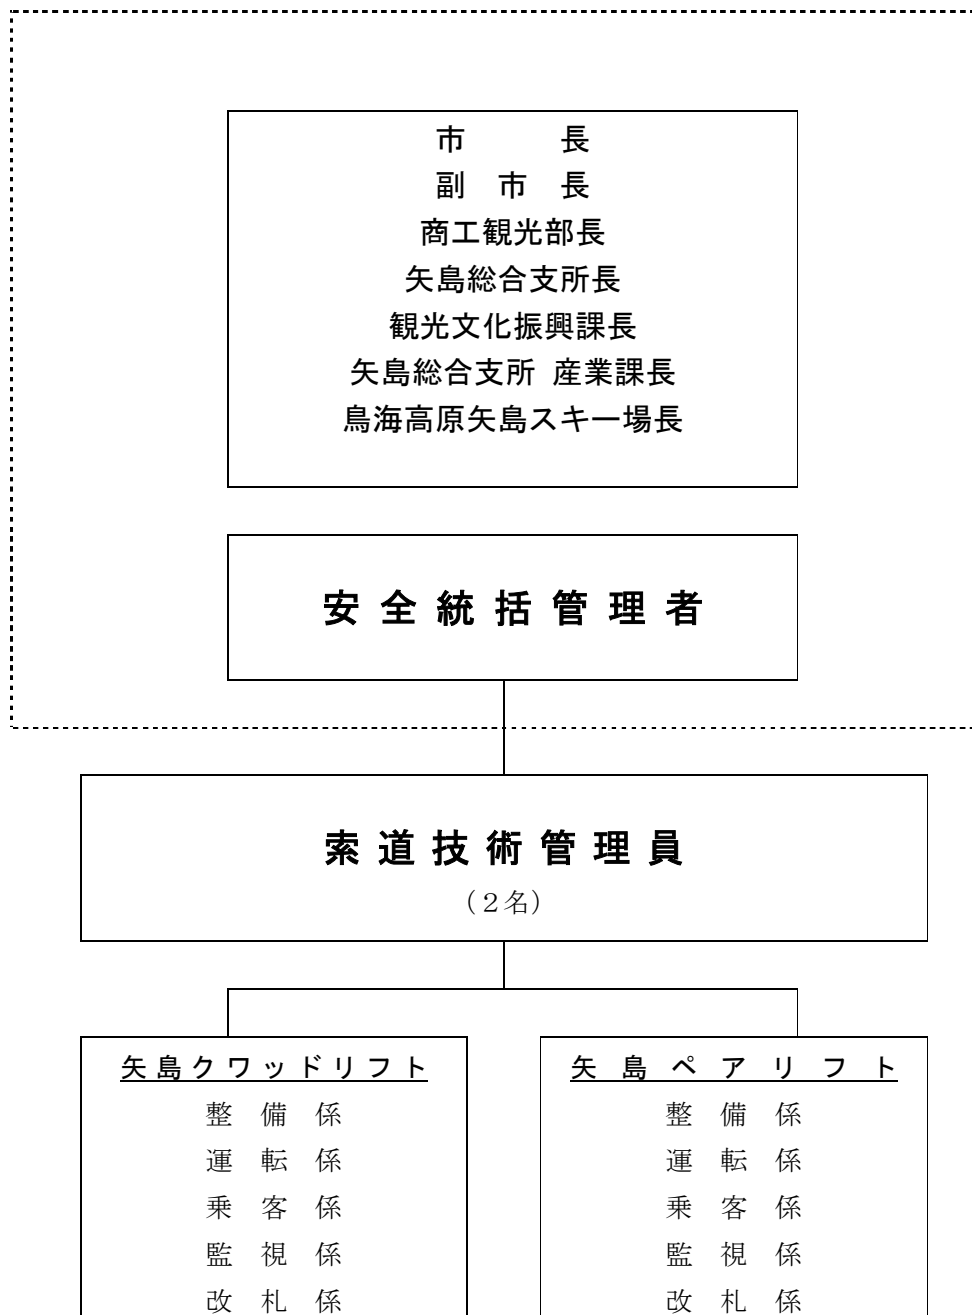 市長
副市長
商工観光部長
矢島総合支所長
観光文化振興課長
矢島総合支所 産業課長
鳥海高原矢島スキー場長
安全統括管理者
索道技術管理員
（２名）
矢島クワッドリフト
整備係
運転係
乗客係
監視係
改札係
矢島ペアリフト
整備係
運転係
乗客係
監視係
改札係